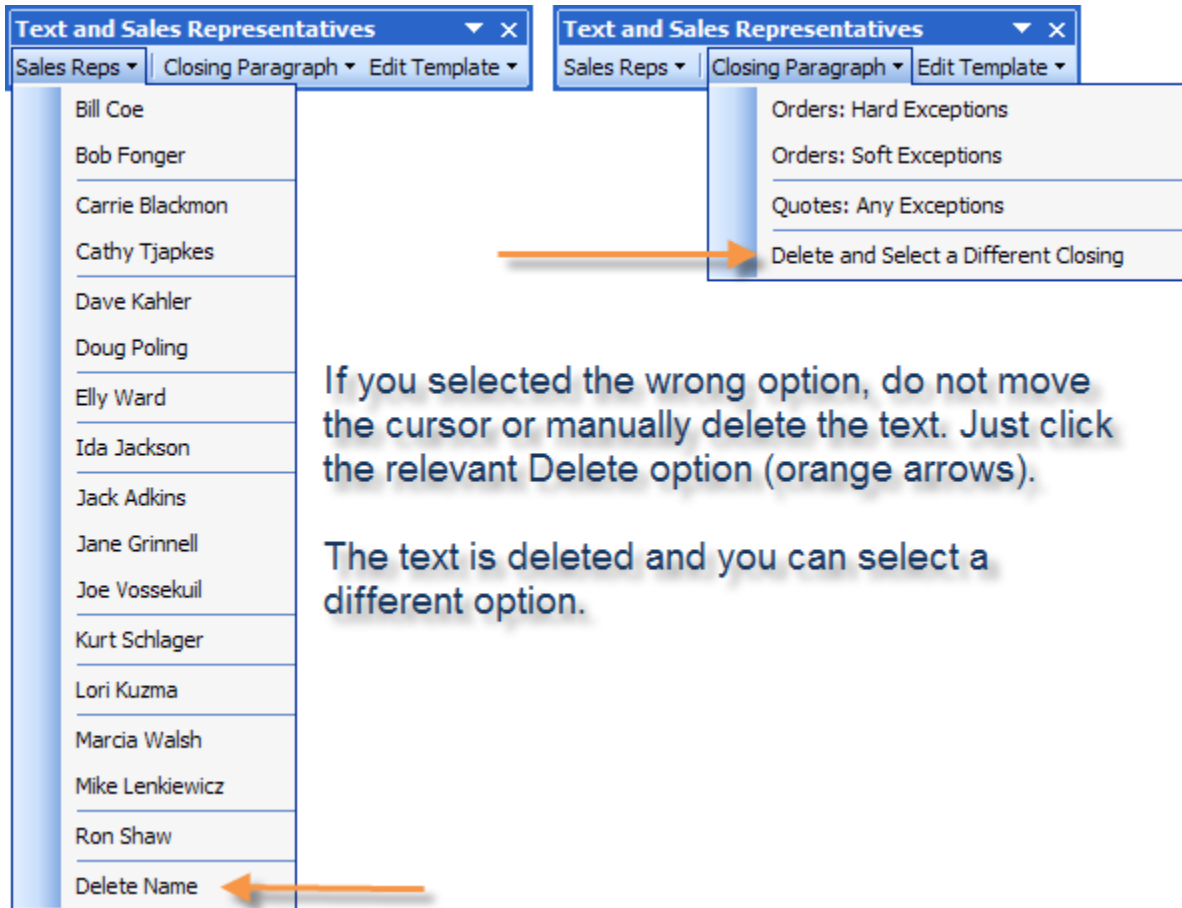 Text and Sales Representatives
Sales Reps Closing Paragraph Edit Template
Bill Coe
Bob Fonger
Carrie Blackmon
Cathy Tjapkes
Dave Kahler
Doug Poling
Elly Ward
Ida Jackson
Jack Adkins
Jane Grinnell
Joe Vossekuil
Kurt Schlager
Lori Kuzma
Marcia Walsh
Mike Lenkiewicz
Ron Shaw
Delete Name
Text and Sales Representatives
Sales Reps Closing Paragraph Edit Template
Orders: Hard Exceptions
Orders: Soft Exceptions
Quotes: Any Exceptions
Delete and Select a Different Closing
If you selected the wrong option, do not move
the cursor or manually delete the text. Just click
the relevant Delete option (orange arrows).
The text is deleted and you can select a
different option.